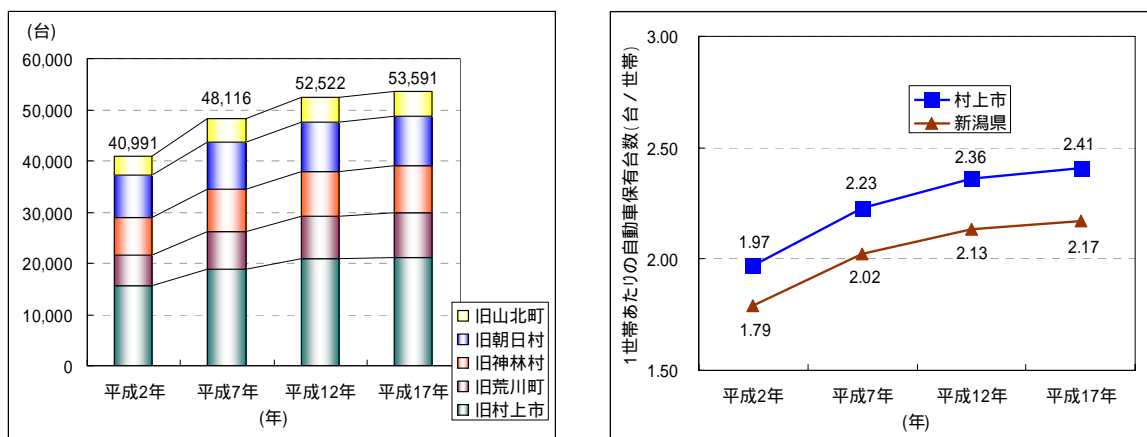 (台)
60,000
50,000
40,000
30,000
20,000
10,000
0
40,991
48,116
52,522
53,591
平成2年
平成7年
平成12年
平成17年
(年)
旧山北町
旧朝日村
旧神林村
旧荒川町
旧村上市
1世帯あたりの自動車保有台数(台/世帯)
3.00
2.50
2.00
1.50
村上市
新潟県
1.97
2.23
2.36
2.41
1.79
2.02
2.13
2.17
平成2年
平成7年
平成12年
平成17年
(年)